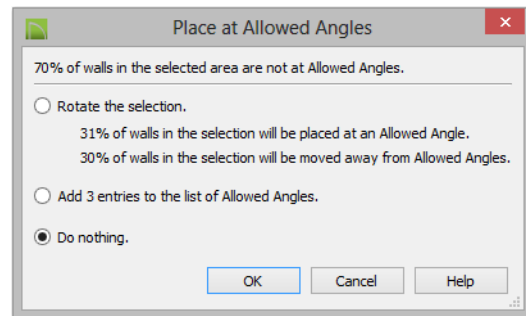 Place at Allowed Angles
70% of walls in the selected area are not at Allowed Angles.
Rotate the selection.
31% of walls in the selection will be placed at an Allowed Angle.
30% of walls in the selection will be moved away from Allowed Angles.
Add 3 entries to the list of Allowed Angles.
Do nothing.
OK Cancel Help